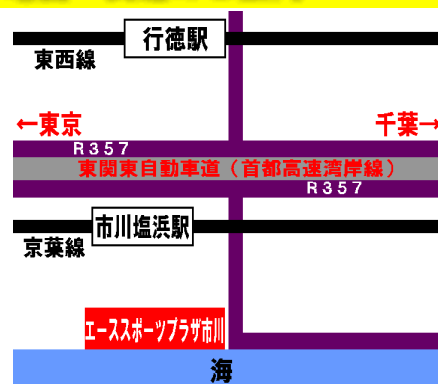 行徳駅
東西線
←東京
千葉→
R357
東関東自動車道（首都高速湾岸線）
R357
市川塩浜駅
京葉線
エーススポーツプラザ市川
海